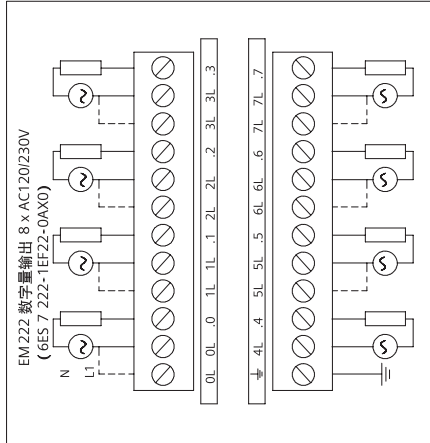 EM 222 数字量输出 8 x AC120/230V
(6ES 7 222-1EF22-0AX0)
N
L1
0L 0L .0 1L 1L .1 2L 2L .2 3L 3L .3
4L .4 5L 5L .5 6L 6L .6 7L 7L .7